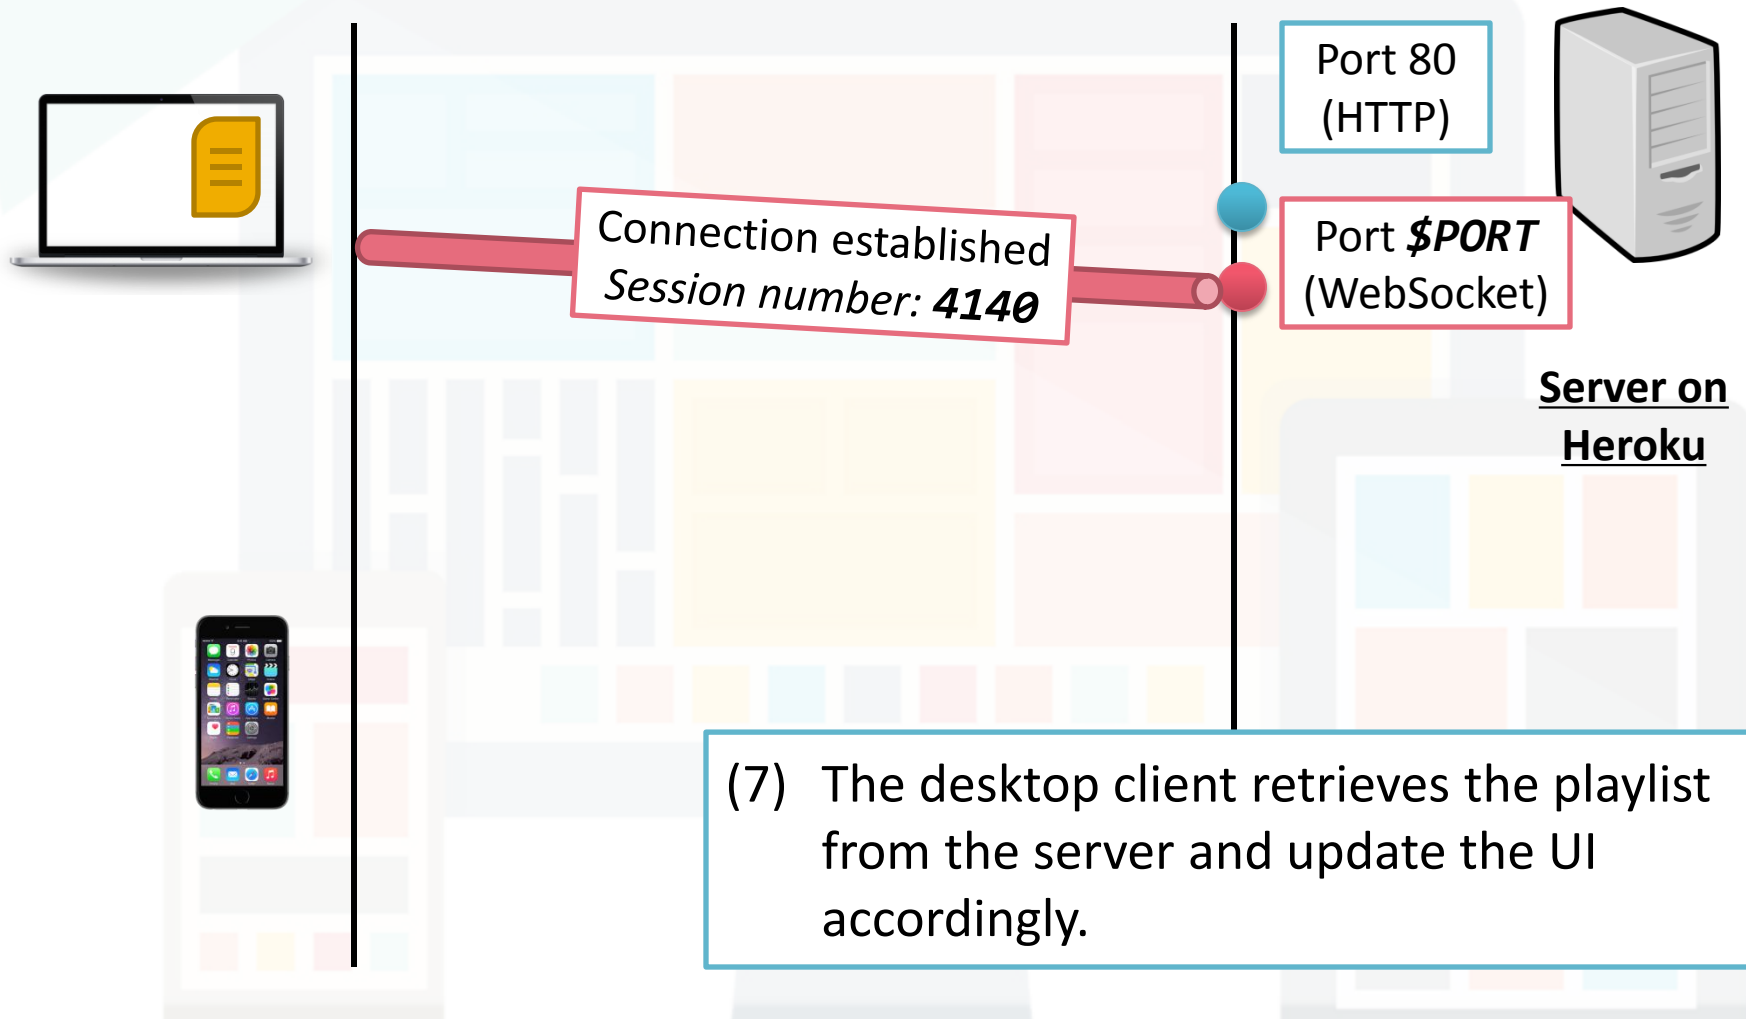 Port 80
(HTTP)
Connection established
Session number: 4140
Port $PORT
(WebSocket)
Server on
Heroku
(7) The desktop client retrieves the playlist
from the server and update the UI
accordingly.